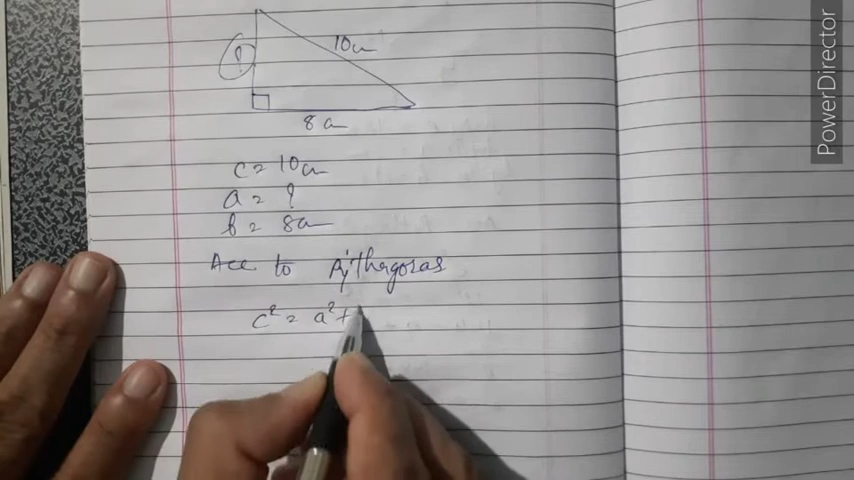 ?
10cm
8cm
c = 10cm
a = ?
b = 8cm
Acc to Pythagoras
c² = a² +
PowerDirector